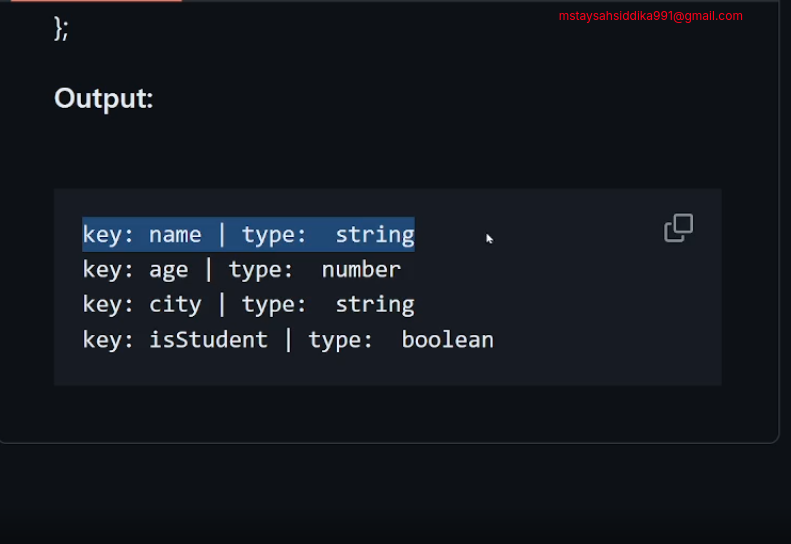 mstaysahsiddika991@gmail.com
};
Output:
key: name | type:  string
key: age | type:  number
key: city | type:  string
key: isStudent | type:  boolean